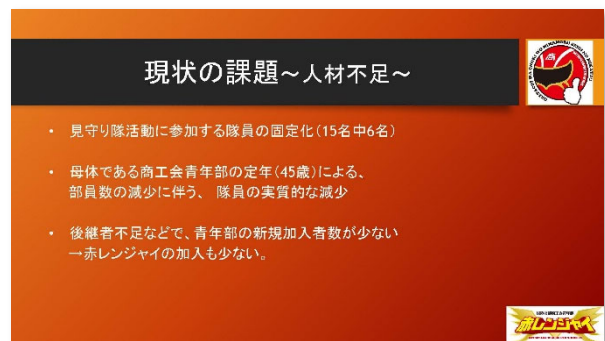 現状の課題~人材不足~
• 見守り隊活動に参加する隊員の固定化(15名中6名)
• 母体である商工会青年部の定年(45歳)による、
部員数の減少に伴う、 隊員の実質的な減少
• 後継者不足などで、青年部の新規加入者数が少ない
→赤レンジャイの加入も少ない。
赤レンジャイ